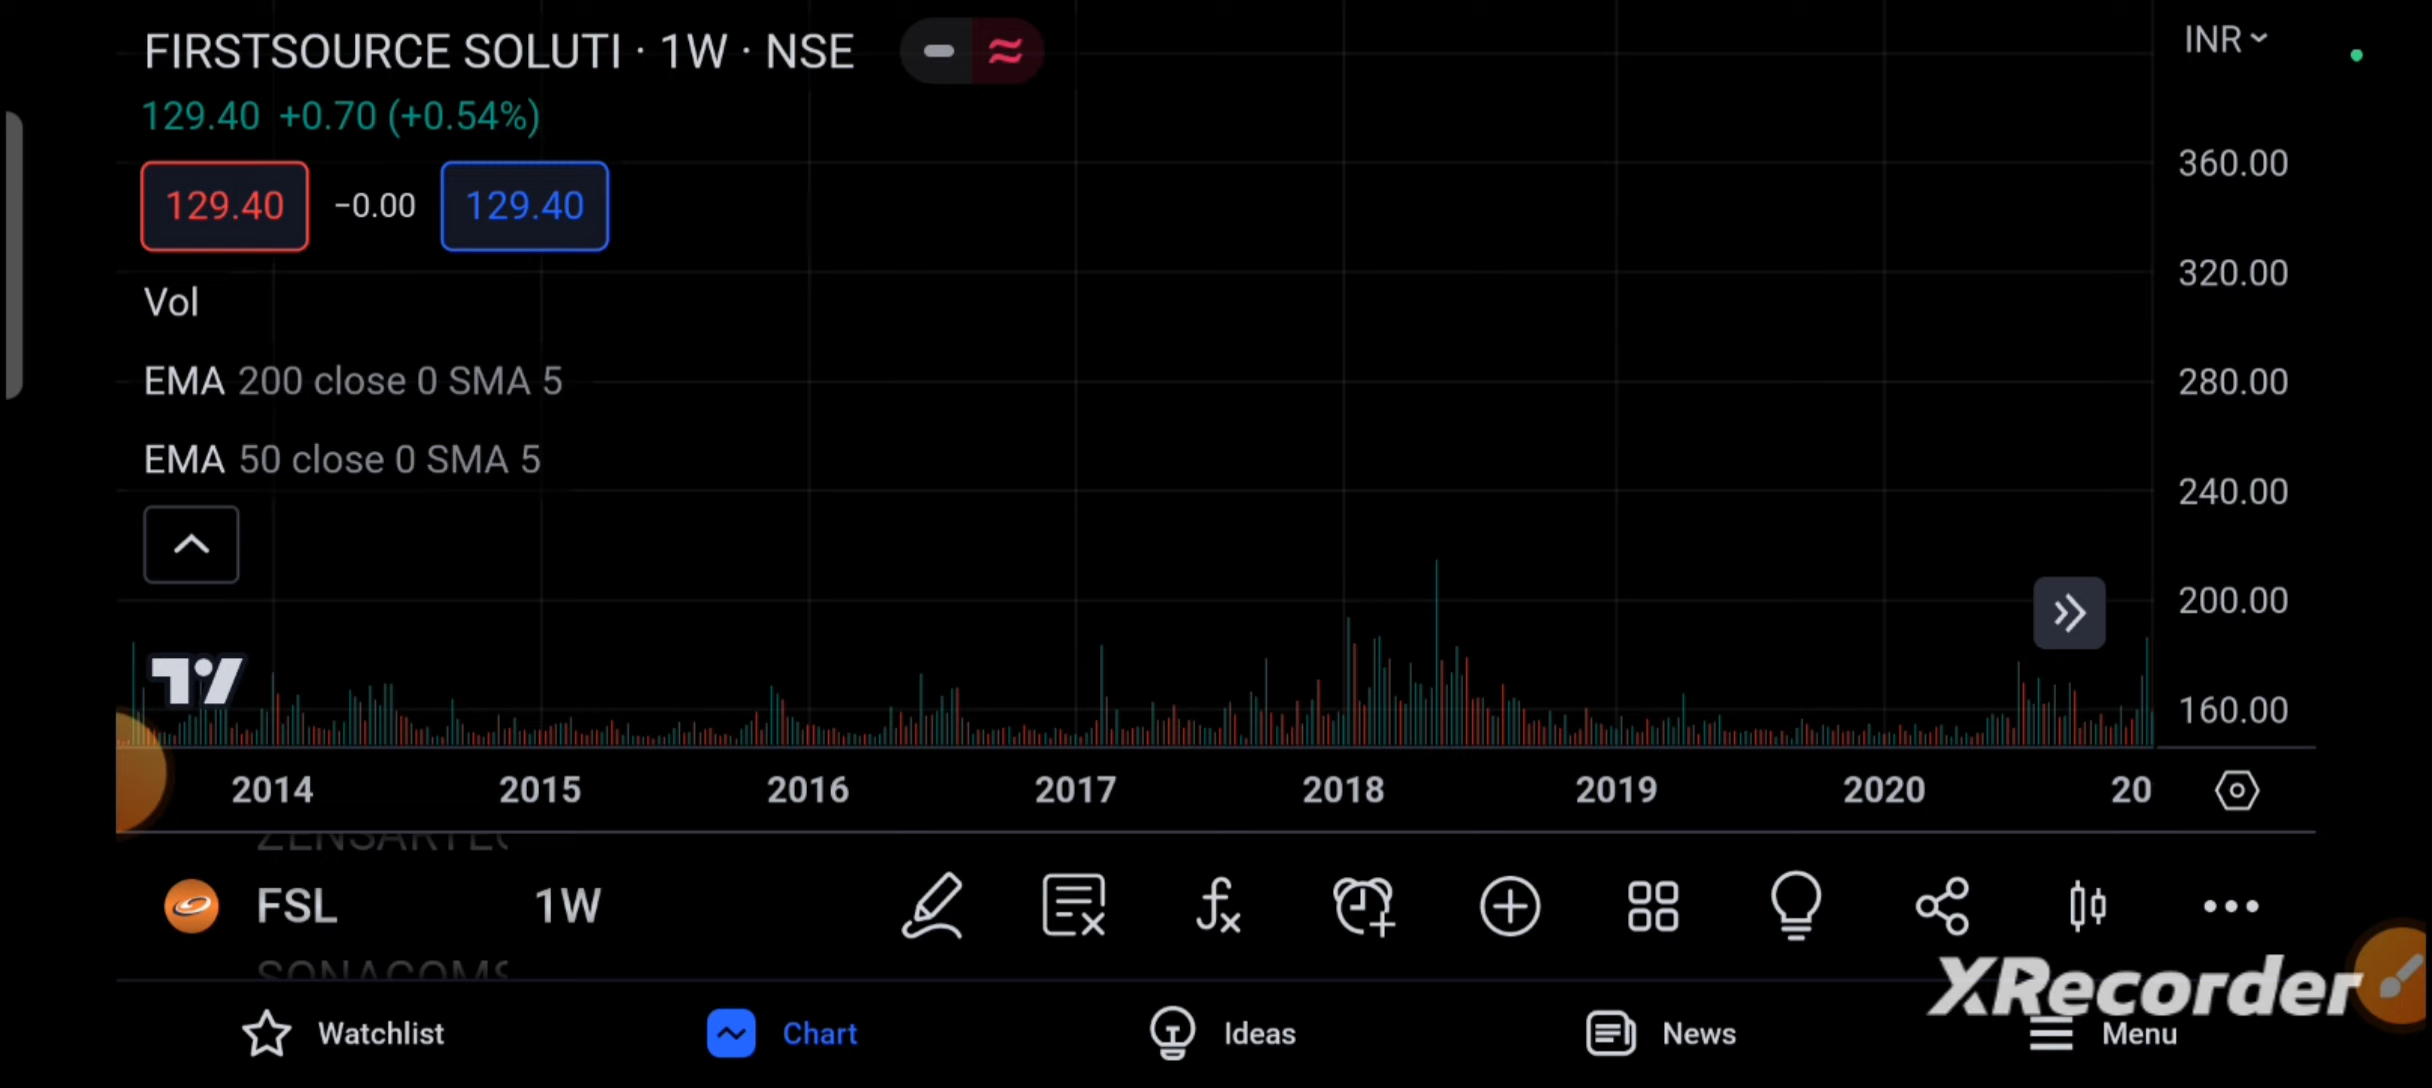 FIRSTSOURCE SOLUTI · 1W · NSE
INR
129.40 +0.70 (+0.54%)
129.40 −0.00 129.40
Vol
EMA 200 close 0 SMA 5
EMA 50 close 0 SMA 5
360.00
320.00
280.00
240.00
200.00
160.00
2014 2015 2016 2017 2018 2019 2020 20
FSL 1W
XRecorder
Watchlist Chart Ideas News Menu